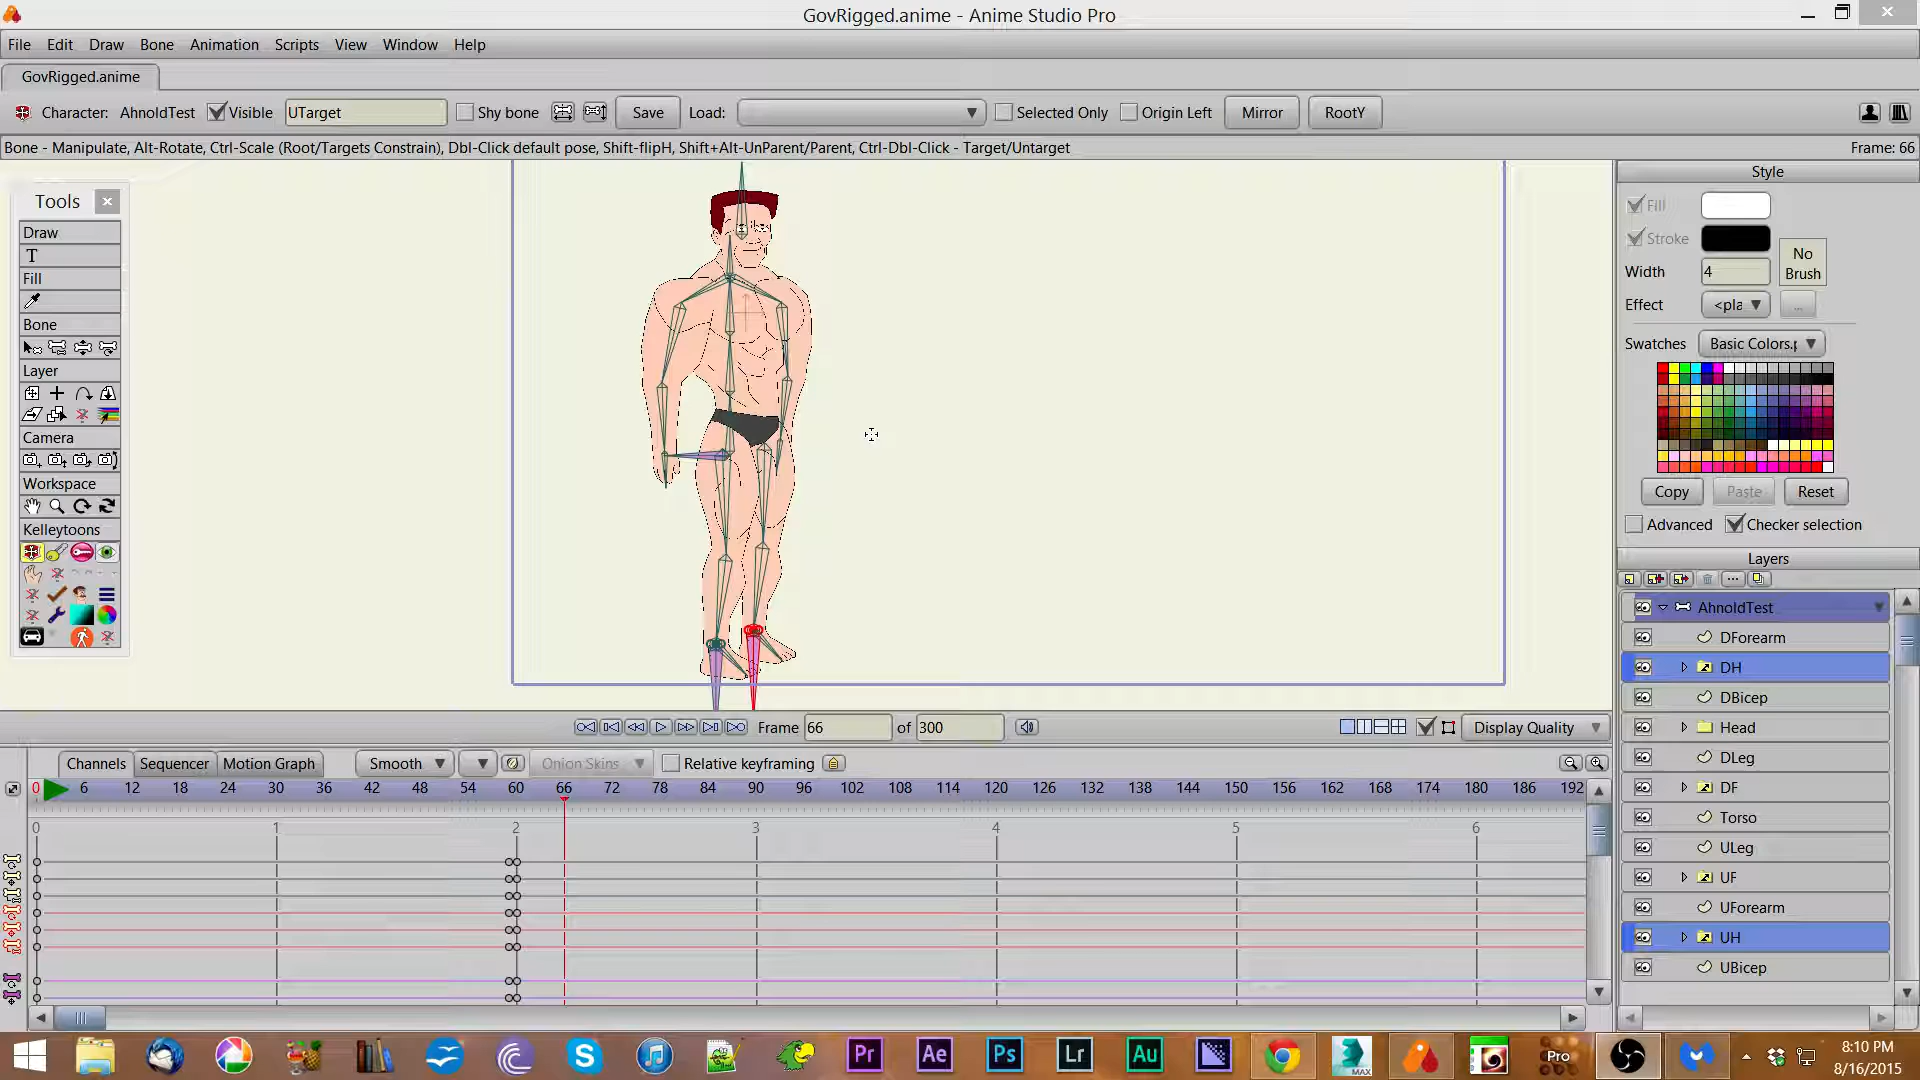 GovRigged.anime - Anime Studio Pro
File Edit Draw Bone Animation Scripts View Window Help
GovRigged.anime
Character: AhnoldTest Visible UTarget Shy bone Save Load: Selected Only Origin Left Mirror RootY
Bone - Manipulate, Alt-Rotate, Ctrl-Scale (Root/Targets Constrain), Dbl-Click default pose, Shift-flipH, Shift+Alt-UnParent/Parent, Ctrl-Dbl-Click - Target/Untarget Frame: 66
Tools
Draw
T
Fill
Bone
Layer
Camera
Workspace
Kelleytoons
Style
Fill
Stroke
No
Brush
Width 4
Effect <pla ...
Swatches Basic Colors.p
Copy Paste Reset
Advanced Checker selection
Layers
AhnoldTest
DForearm
DH
DBicep
Head
DLeg
DF
Torso
ULeg
UF
UForearm
UH
UBicep
Frame 66 of 300 Display Quality
Channels Sequencer Motion Graph Smooth Onion Skins Relative keyframing
0 6 12 18 24 30 36 42 48 54 60 66 72 78 84 90 96 102 108 114 120 126 132 138 144 150 156 162 168 174 180 186 192
0 1 2 3 4 5 6
Pr Ae Ps Lr Au MAX Pro
8:10 PM
8/16/2015